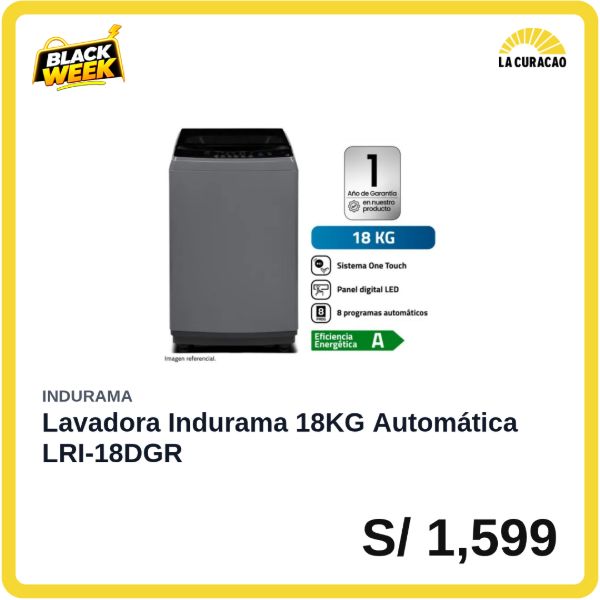 BLACK
WEEK
LA CURACAO
1
Año de Garantía
en nuestro
producto
18 KG
Sistema One Touch
Panel digital LED
8
8 programas automáticos
Eficiencia
Energética
A
Imagen referencial.
INDURAMA
Lavadora Indurama 18KG Automática
LRI-18DGR
S/ 1,599